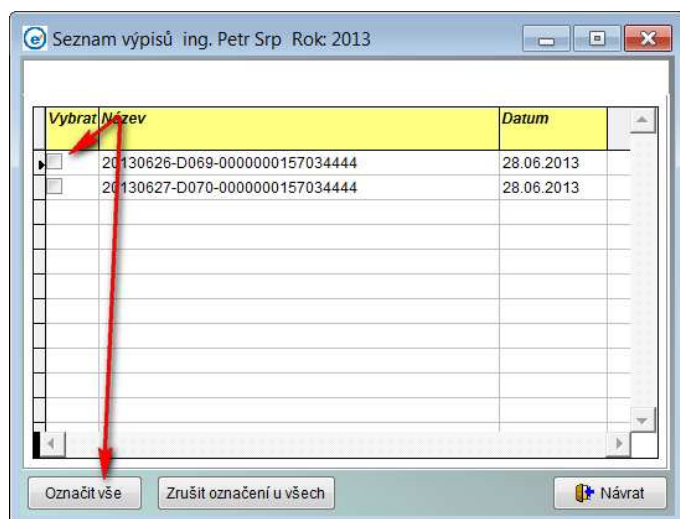 Seznam výpisů ing. Petr Srp Rok: 2013
Vybrat Název Datum
20130626-D069-0000000157034444 28.06.2013
20130627-D070-0000000157034444 28.06.2013
Označit vše Zrušit označení u všech Návrat